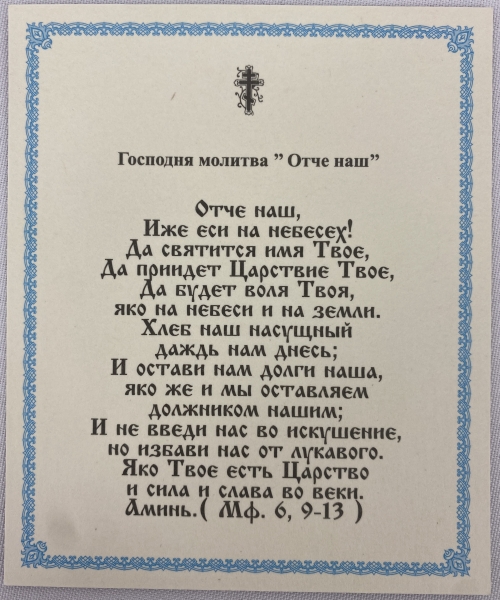 Господня молитва ” Отче наш”
Отче наш,
Иже еси на небесех!
Да святится имя Твое,
Да приидет Царствие Твое,
Да будет воля Твоя,
яко на небеси и на земли.
Хлеб наш насущный
даждь нам днесь;
И остави нам долги наша,
яко же и мы оставляем
должником нашим;
И не введи нас во искушение,
но избави нас от лукавого.
Яко Твое есть Царство
и сила и слава во веки.
Аминь.( Мф. 6, 9-13 )